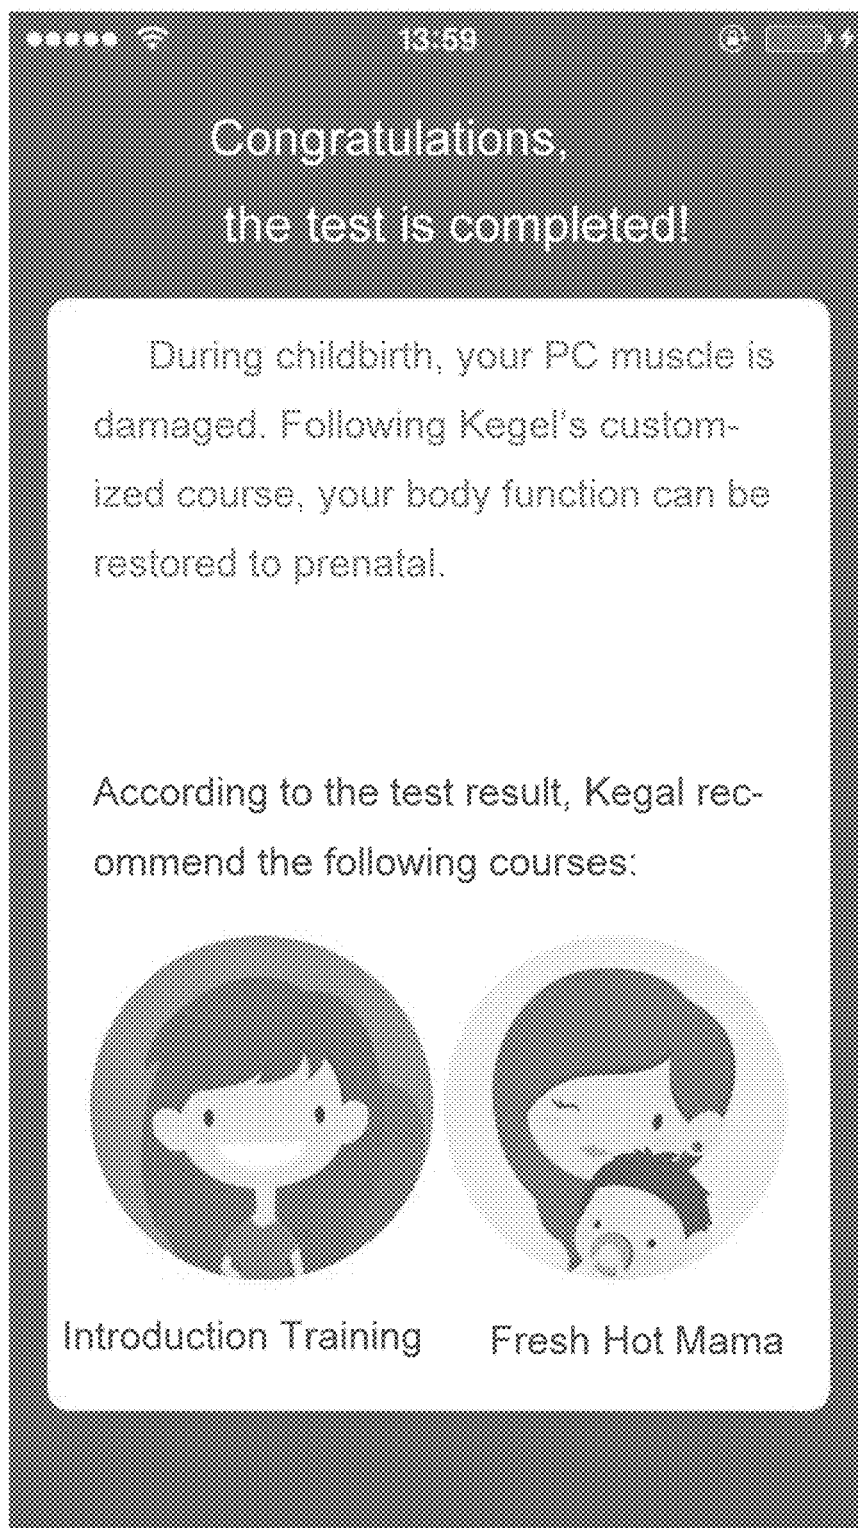 13:59
Congratulations,
the test is completed!
During childbirth, your PC muscle is
damaged. Following Kegel's custom-
ized course, your body function can be
restored to prenatal.
According to the test result, Kegal rec-
ommend the following courses:
Introduction Training
Fresh Hot Mama